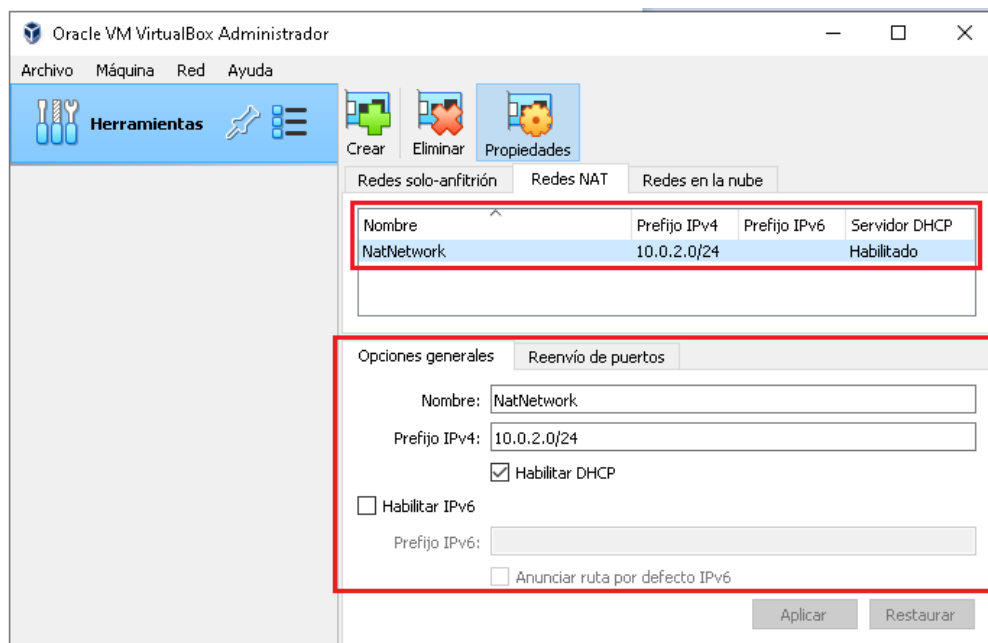 Oracle VM VirtualBox Administrador
Archivo Máquina Red Ayuda
Herramientas
Crear Eliminar Propiedades
Redes solo-anfitrión Redes NAT Redes en la nube
Nombre Prefijo IPv4 Prefijo IPv6 Servidor DHCP
NatNetwork 10.0.2.0/24 Habilitado
Opciones generales Reenvío de puertos
Nombre: NatNetwork
Prefijo IPv4: 10.0.2.0/24
Habilitar DHCP
Habilitar IPv6
Prefijo IPv6:
Anunciar ruta por defecto IPv6
Aplicar Restaurar